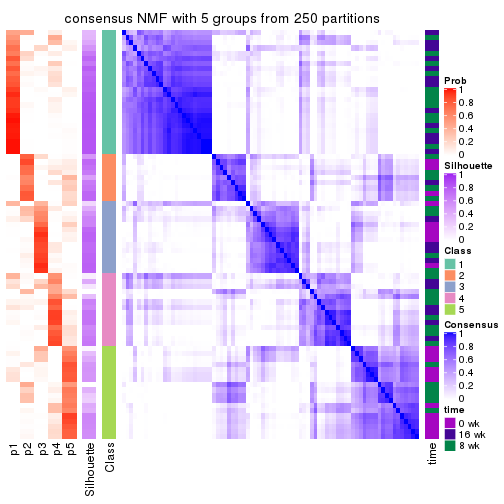 consensus NMF with 5 groups from 250 partitions
Prob
1
0.8
0.6
0.4
0.2
0
Silhouette
1
0.8
0.6
0.4
0.2
0
Class
1
2
3
4
5
Consensus
1
0.8
0.6
0.4
0.2
0
time
0 wk
16 wk
8 wk
p1
p2
p3
p4
p5
Silhouette
Class
time